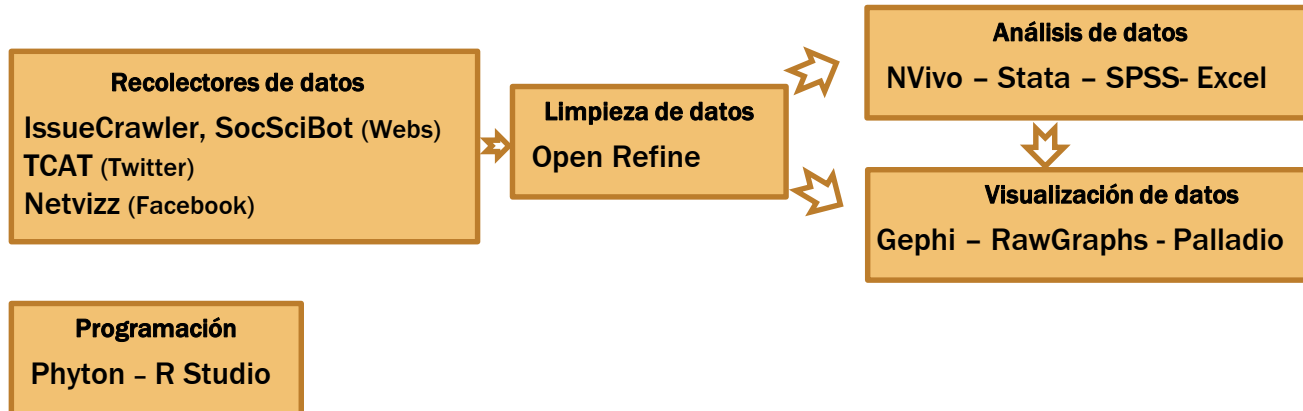 Recolectores de datos
IssueCrawler, SocSciBot (Webs)
TCAT (Twitter)
Netvizz (Facebook)
Limpieza de datos
Open Refine
Análisis de datos
NVivo – Stata – SPSS- Excel
Visualización de datos
Gephi – RawGraphs - Palladio
Programación
Phyton – R Studio